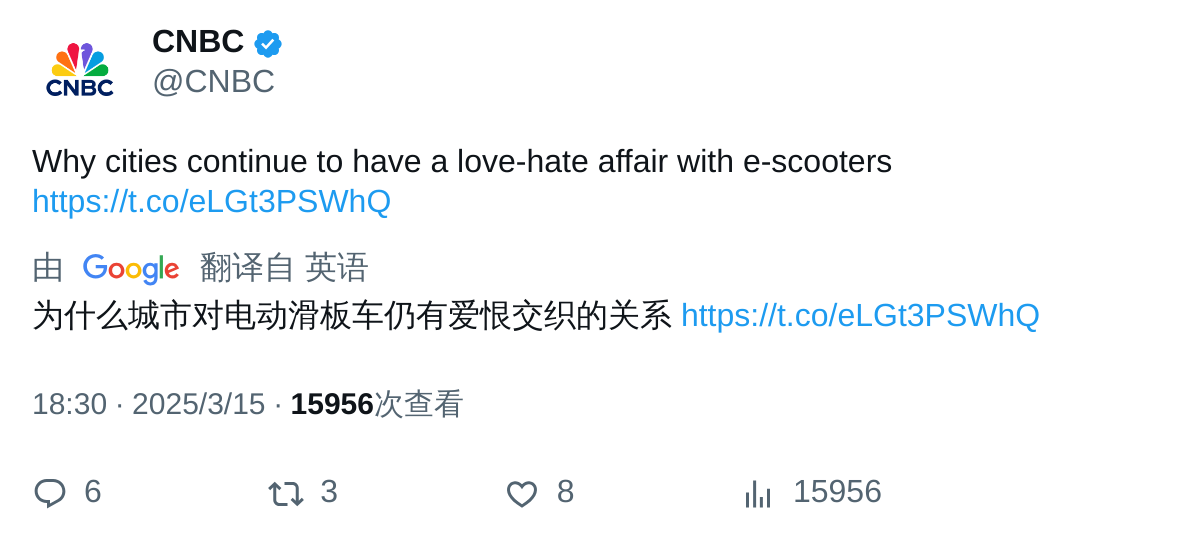 CNBC
CNBC
@CNBC
Why cities continue to have a love-hate affair with e-scooters
https://t.co/eLGt3PSWhQ
由 Google 翻译自 英语
为什么城市对电动滑板车仍有爱恨交织的关系 https://t.co/eLGt3PSWhQ
18:30 · 2025/3/15 · 15956次查看
6 3 8 15956